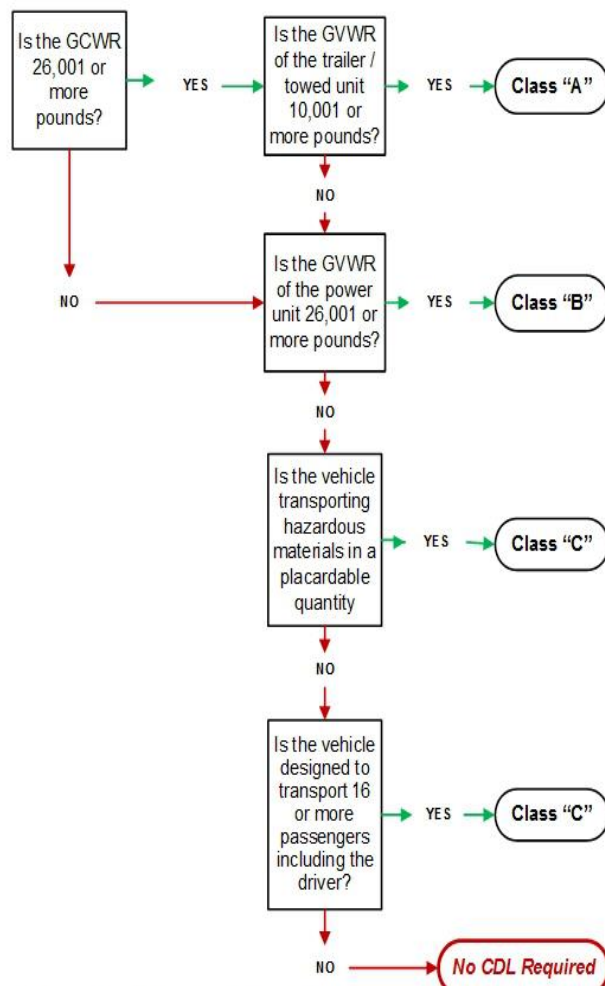 Is the GCWR
26,001 or
more
pounds?
YES
Is the GVWR
of the trailer /
towed unit
10,001 or
more pounds?
YES
Class “A”
NO
NO
Is the GVWR
of the power
unit 26,001 or
more pounds?
YES
Class “B”
NO
Is the vehicle
transporting
hazardous
materials in a
placardable
quantity
YES
Class “C”
NO
Is the vehicle
designed to
transport 16
or more
passengers
including the
driver?
YES
Class “C”
NO
No CDL Required